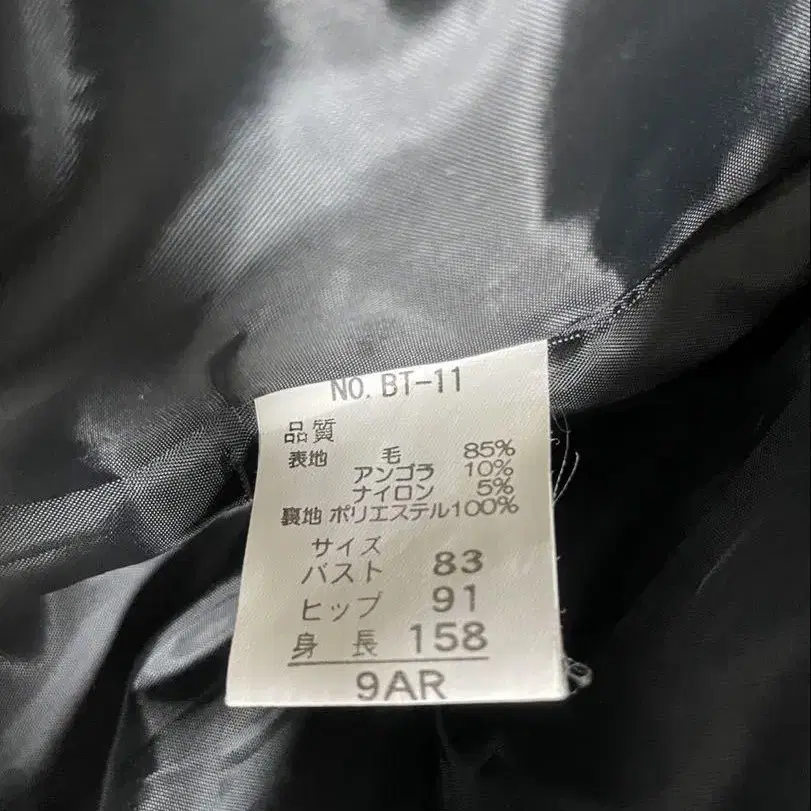 NO. BT-11
品質
表地 毛 85%
アンゴラ 10%
ナイロン 5%
裏地 ポリエステル100%
サイズ
バスト 83
ヒップ 91
身長 158
9AR